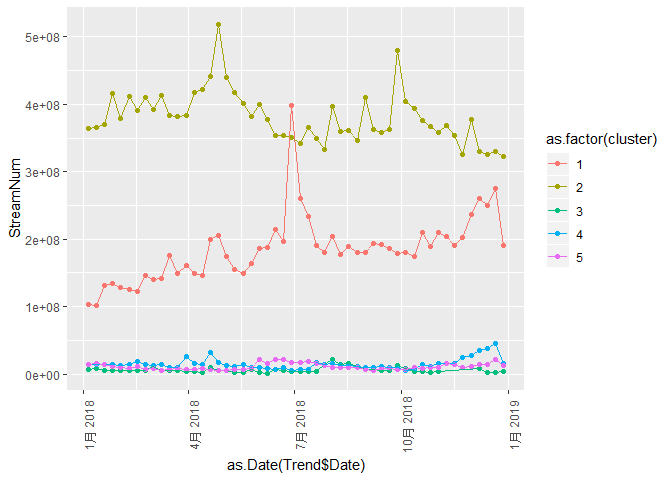 5e+08
4e+08
3e+08
2e+08
1e+08
0e+00
StreamNum
1月 2018
4月 2018
7月 2018
10月 2018
1月 2019
as.Date(Trend$Date)
as.factor(cluster)
1
2
3
4
5